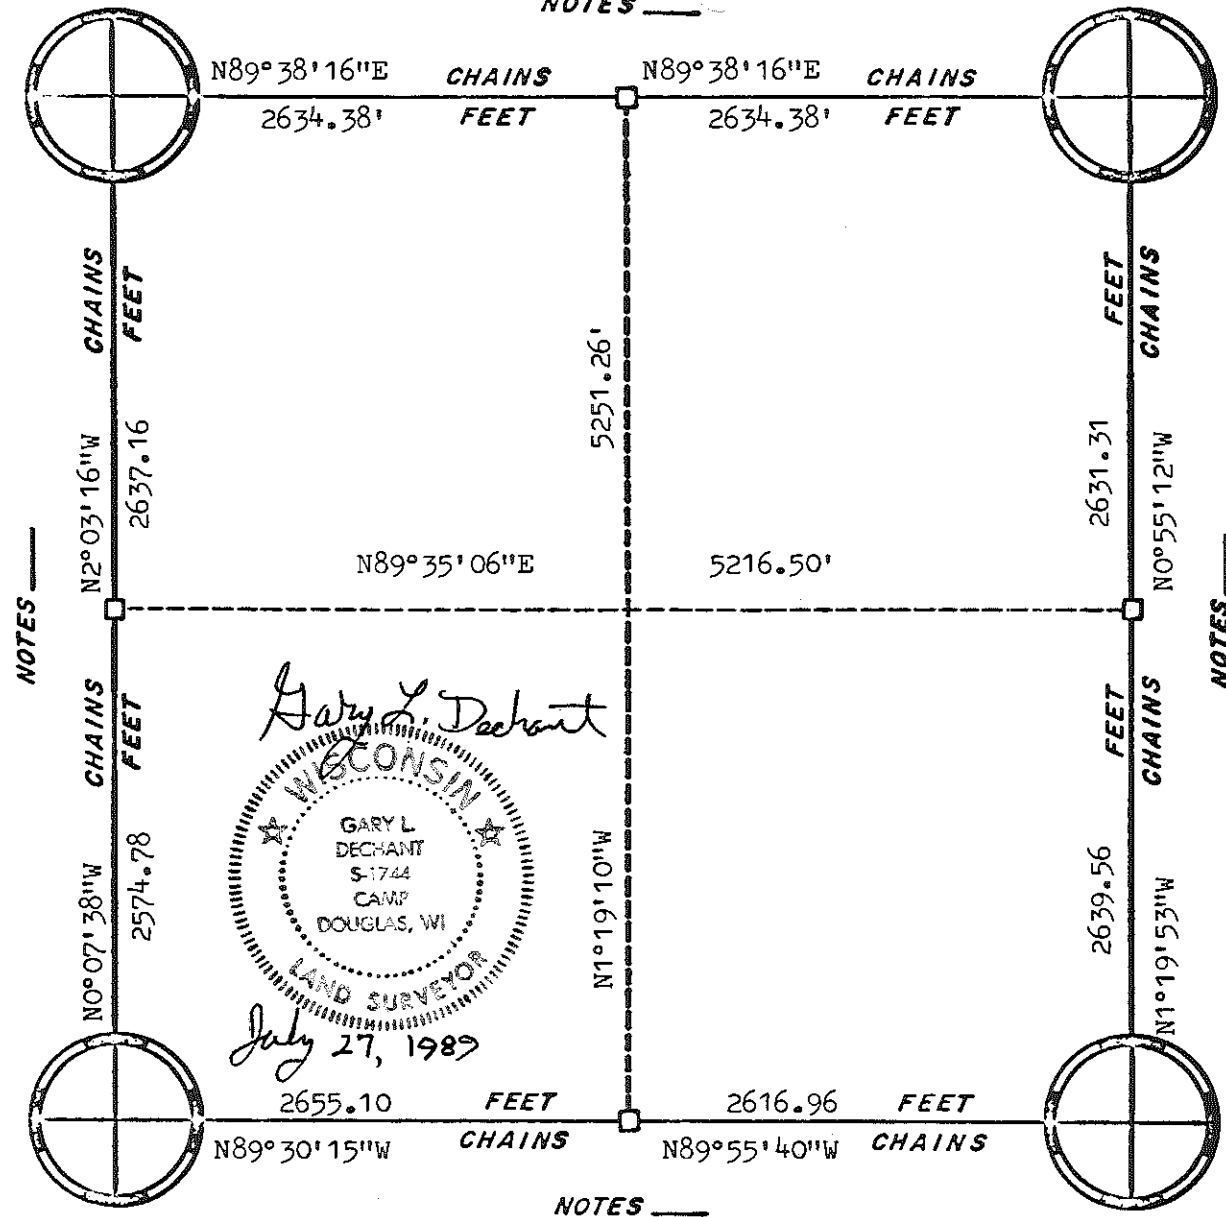 NOTES
N89°38'16"E CHAINS N89°38'16"E CHAINS
2634.38' FEET 2634.38' FEET
CHAINS
FEET
N2°03'16"W
2637.16
5251.26'
FEET
CHAINS
2631.31
N0°55'12"W
N89°35'06"E 5216.50'
NOTES
NOTES
CHAINS
FEET
N0°07'38"W
2574.78
Gary L. Dechant
WISCONSIN
GARY L
DECHANT
S-1744
CAMP
DOUGLAS, WI
LAND SURVEYOR
July 27, 1989
N1°19'10"W
FEET
CHAINS
2639.56
N1°19'53"W
2655.10 FEET 2616.96 FEET
N89°30'15"W CHAINS N89°55'40"W CHAINS
NOTES